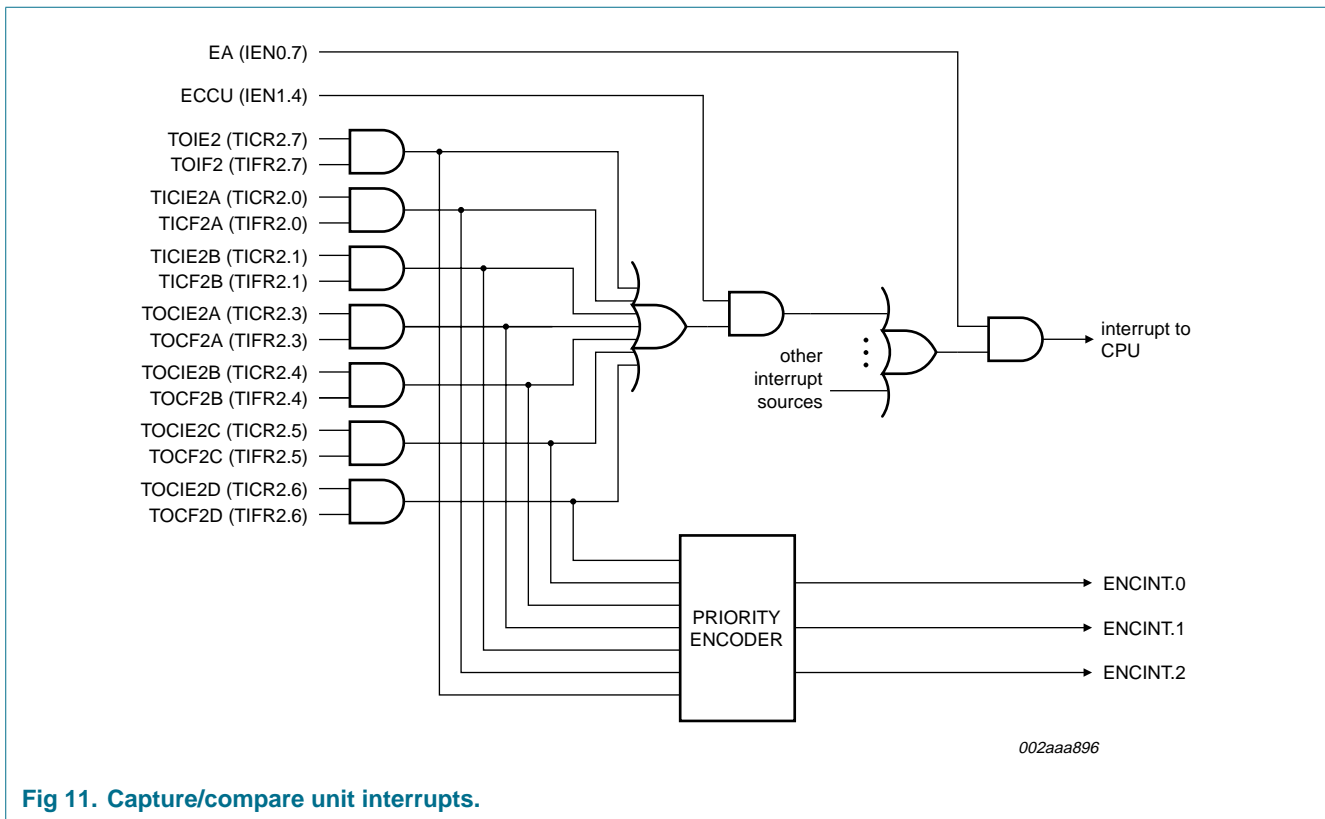 EA (IEN0.7)
ECCU (IEN1.4)
TOIE2 (TICR2.7)
TOIF2 (TIFR2.7)
TICIE2A (TICR2.0)
TICF2A (TIFR2.0)
TICIE2B (TICR2.1)
TICF2B (TIFR2.1)
TOCIE2A (TICR2.3)
TOCF2A (TIFR2.3)
TOCIE2B (TICR2.4)
TOCF2B (TIFR2.4)
TOCIE2C (TICR2.5)
TOCF2C (TIFR2.5)
TOCIE2D (TICR2.6)
TOCF2D (TIFR2.6)
other
interrupt
sources
interrupt to
CPU
PRIORITY
ENCODER
ENCINT.0
ENCINT.1
ENCINT.2
002aaa896
Fig 11. Capture/compare unit interrupts.